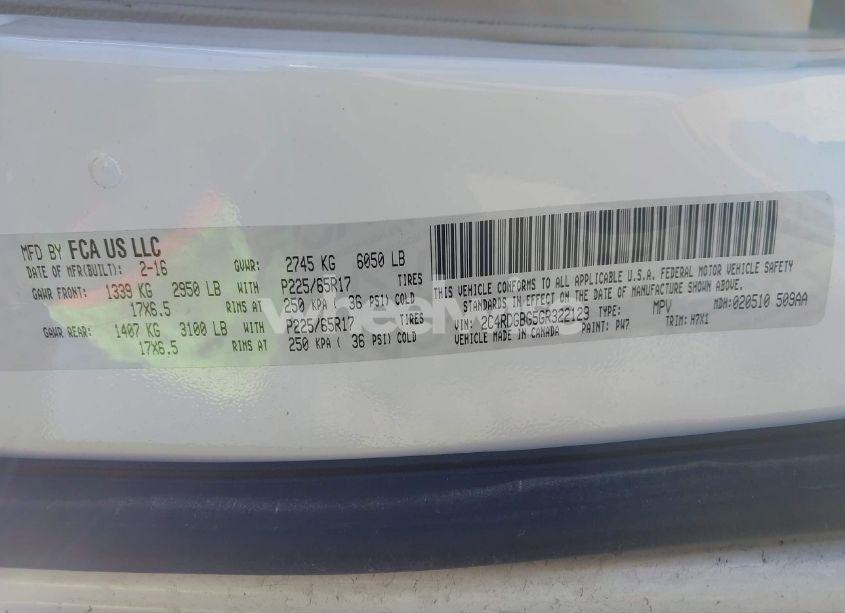 MFD BY FCA US LLC
DATE OF MFR(BUILT): 2-16 GVWR: 2745 KG 6050 LB
GAWR FRONT: 1339 KG 2950 LB WITH P225/65R17 TIRES
17X6.5 RIMS AT 250 KPA ( 36 PSI) COLD
GAWR REAR: 1407 KG 3100 LB WITH P225/65R17 TIRES
17X6.5 RIMS AT 250 KPA ( 36 PSI) COLD
THIS VEHICLE CONFORMS TO ALL APPLICABLE U.S.A. FEDERAL MOTOR VEHICLE SAFETY
STANDARDS IN EFFECT ON THE DATE OF MANUFACTURE SHOWN ABOVE.
VIN: 2C4RDGBG5GR322129 TYPE: MPV MDH: 020510 509AA
VEHICLE MADE IN CANADA PAINT: PW7 TRIM: H7X1